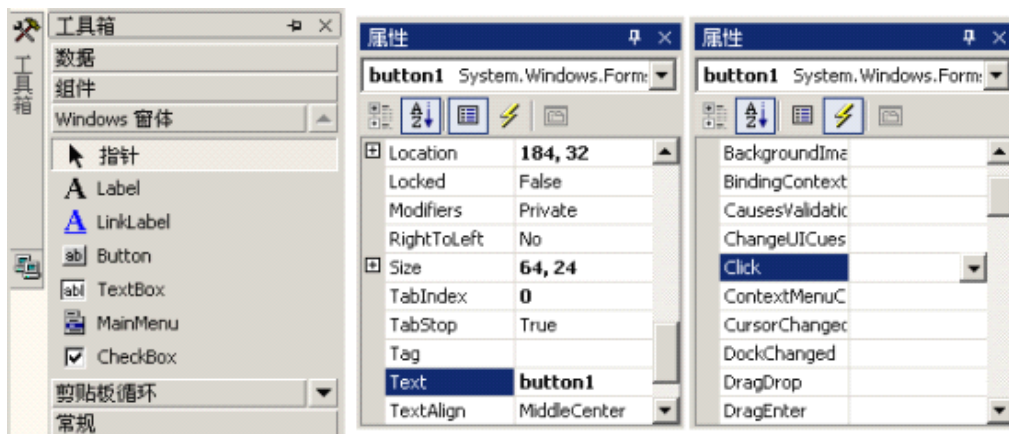 工具箱
工具箱
数据
组件
Windows 窗体
指针
A Label
A LinkLabel
ab Button
abl TextBox
MainMenu
CheckBox
剪贴板循环
常规
属性
button1 System.Windows.Form
Location 184, 32
Locked False
Modifiers Private
RightToLeft No
Size 64, 24
TabIndex 0
TabStop True
Tag
Text button1
TextAlign MiddleCenter
属性
button1 System.Windows.Form
BackgroundIma
BindingContext
CausesValidatic
ChangeUICues
Click
ContextMenuC
CursorChanged
DockChanged
DragDrop
DragEnter